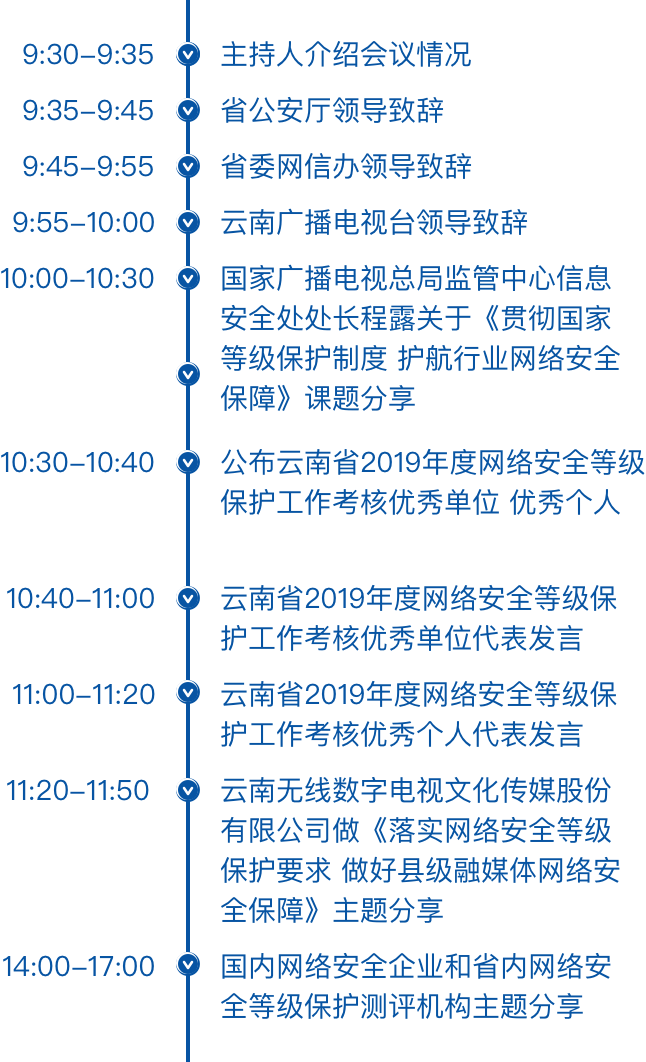 9:30-9:35 主持人介绍会议情况
9:35-9:45 省公安厅领导致辞
9:45-9:55 省委网信办领导致辞
9:55-10:00 云南广播电视台领导致辞
10:00-10:30 国家广播电视总局监管中心信息
安全处处长程露关于《贯彻国家
等级保护制度 护航行业网络安全
保障》课题分享
10:30-10:40 公布云南省2019年度网络安全等级
保护工作考核优秀单位 优秀个人
10:40-11:00 云南省2019年度网络安全等级保
护工作考核优秀单位代表发言
11:00-11:20 云南省2019年度网络安全等级保
护工作考核优秀个人代表发言
11:20-11:50 云南无线数字电视文化传媒股份
有限公司做《落实网络安全等级
保护要求 做好县级融媒体网络安
全保障》主题分享
14:00-17:00 国内网络安全企业和省内网络安
全等级保护测评机构主题分享